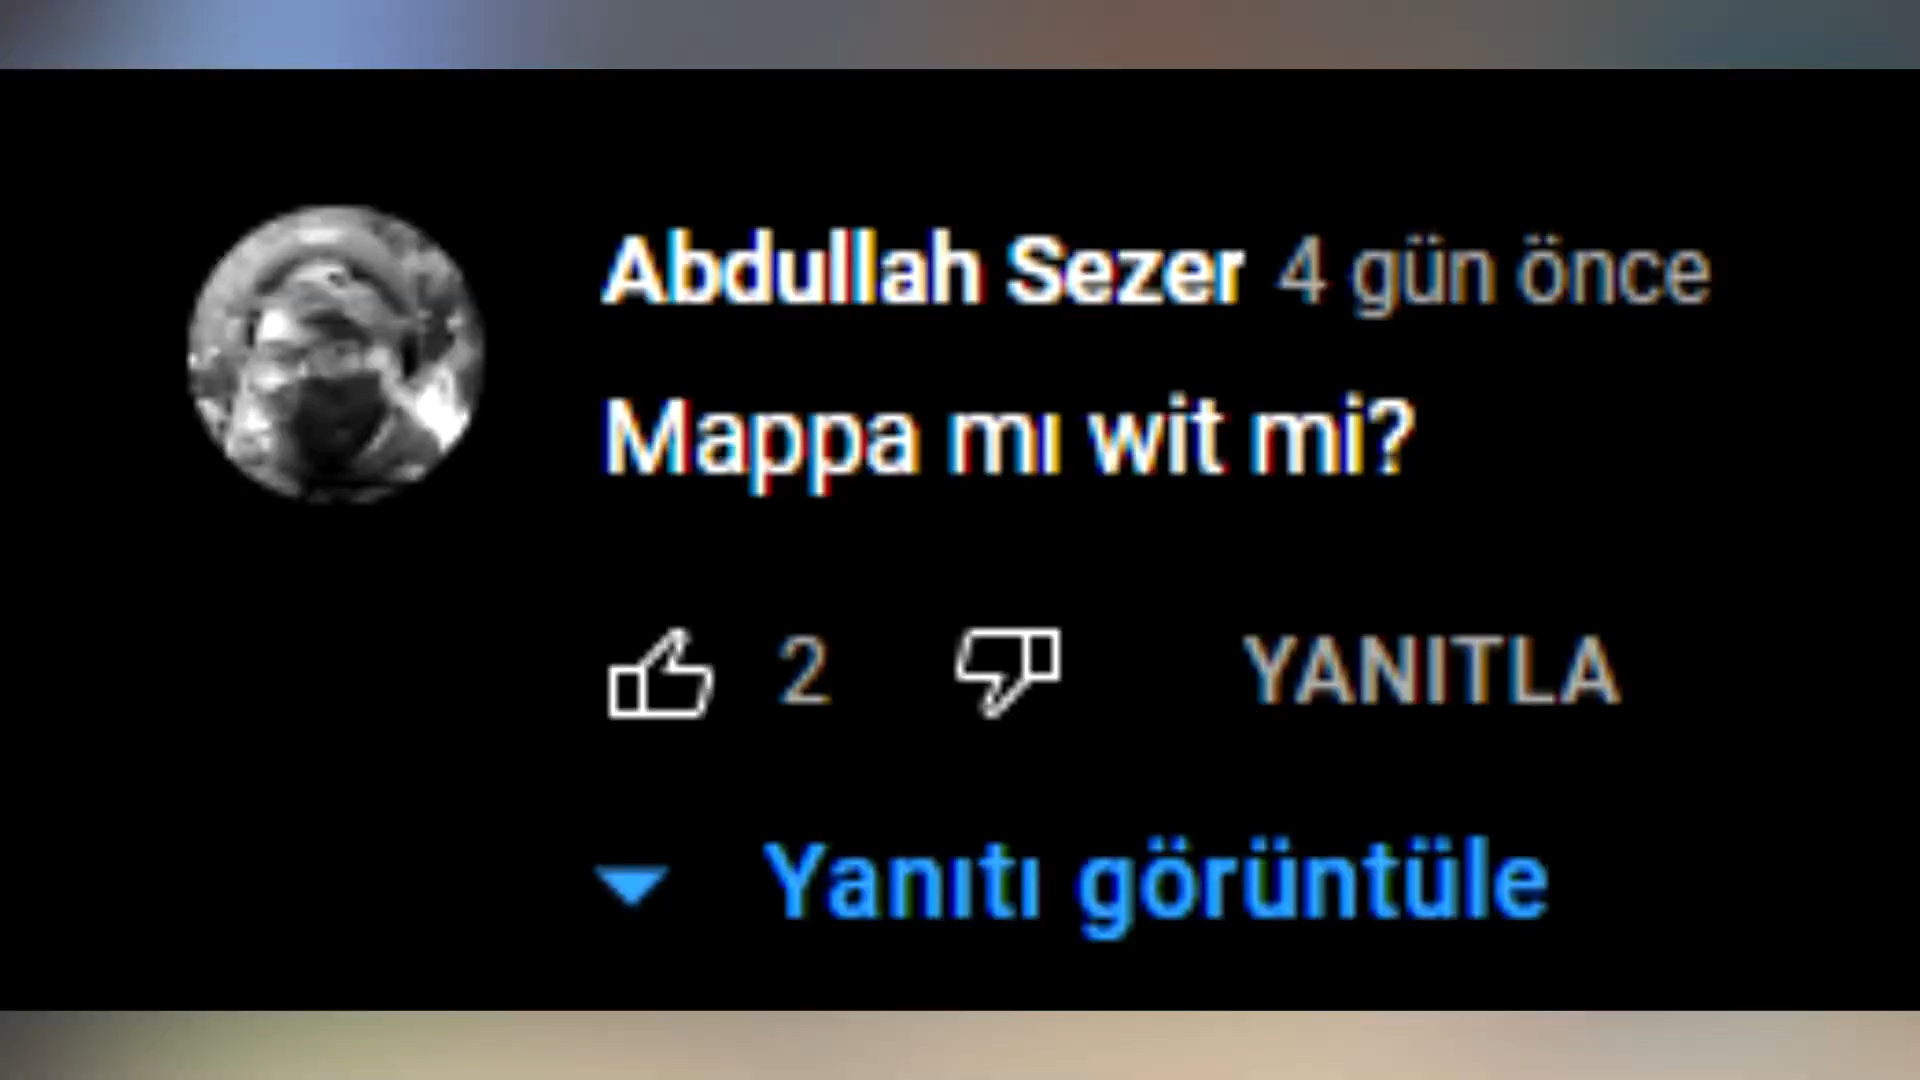 Abdullah Sezer 4 gün önce
Mappa mı wit mi?
2 YANITLA
Yanıtı görüntüle